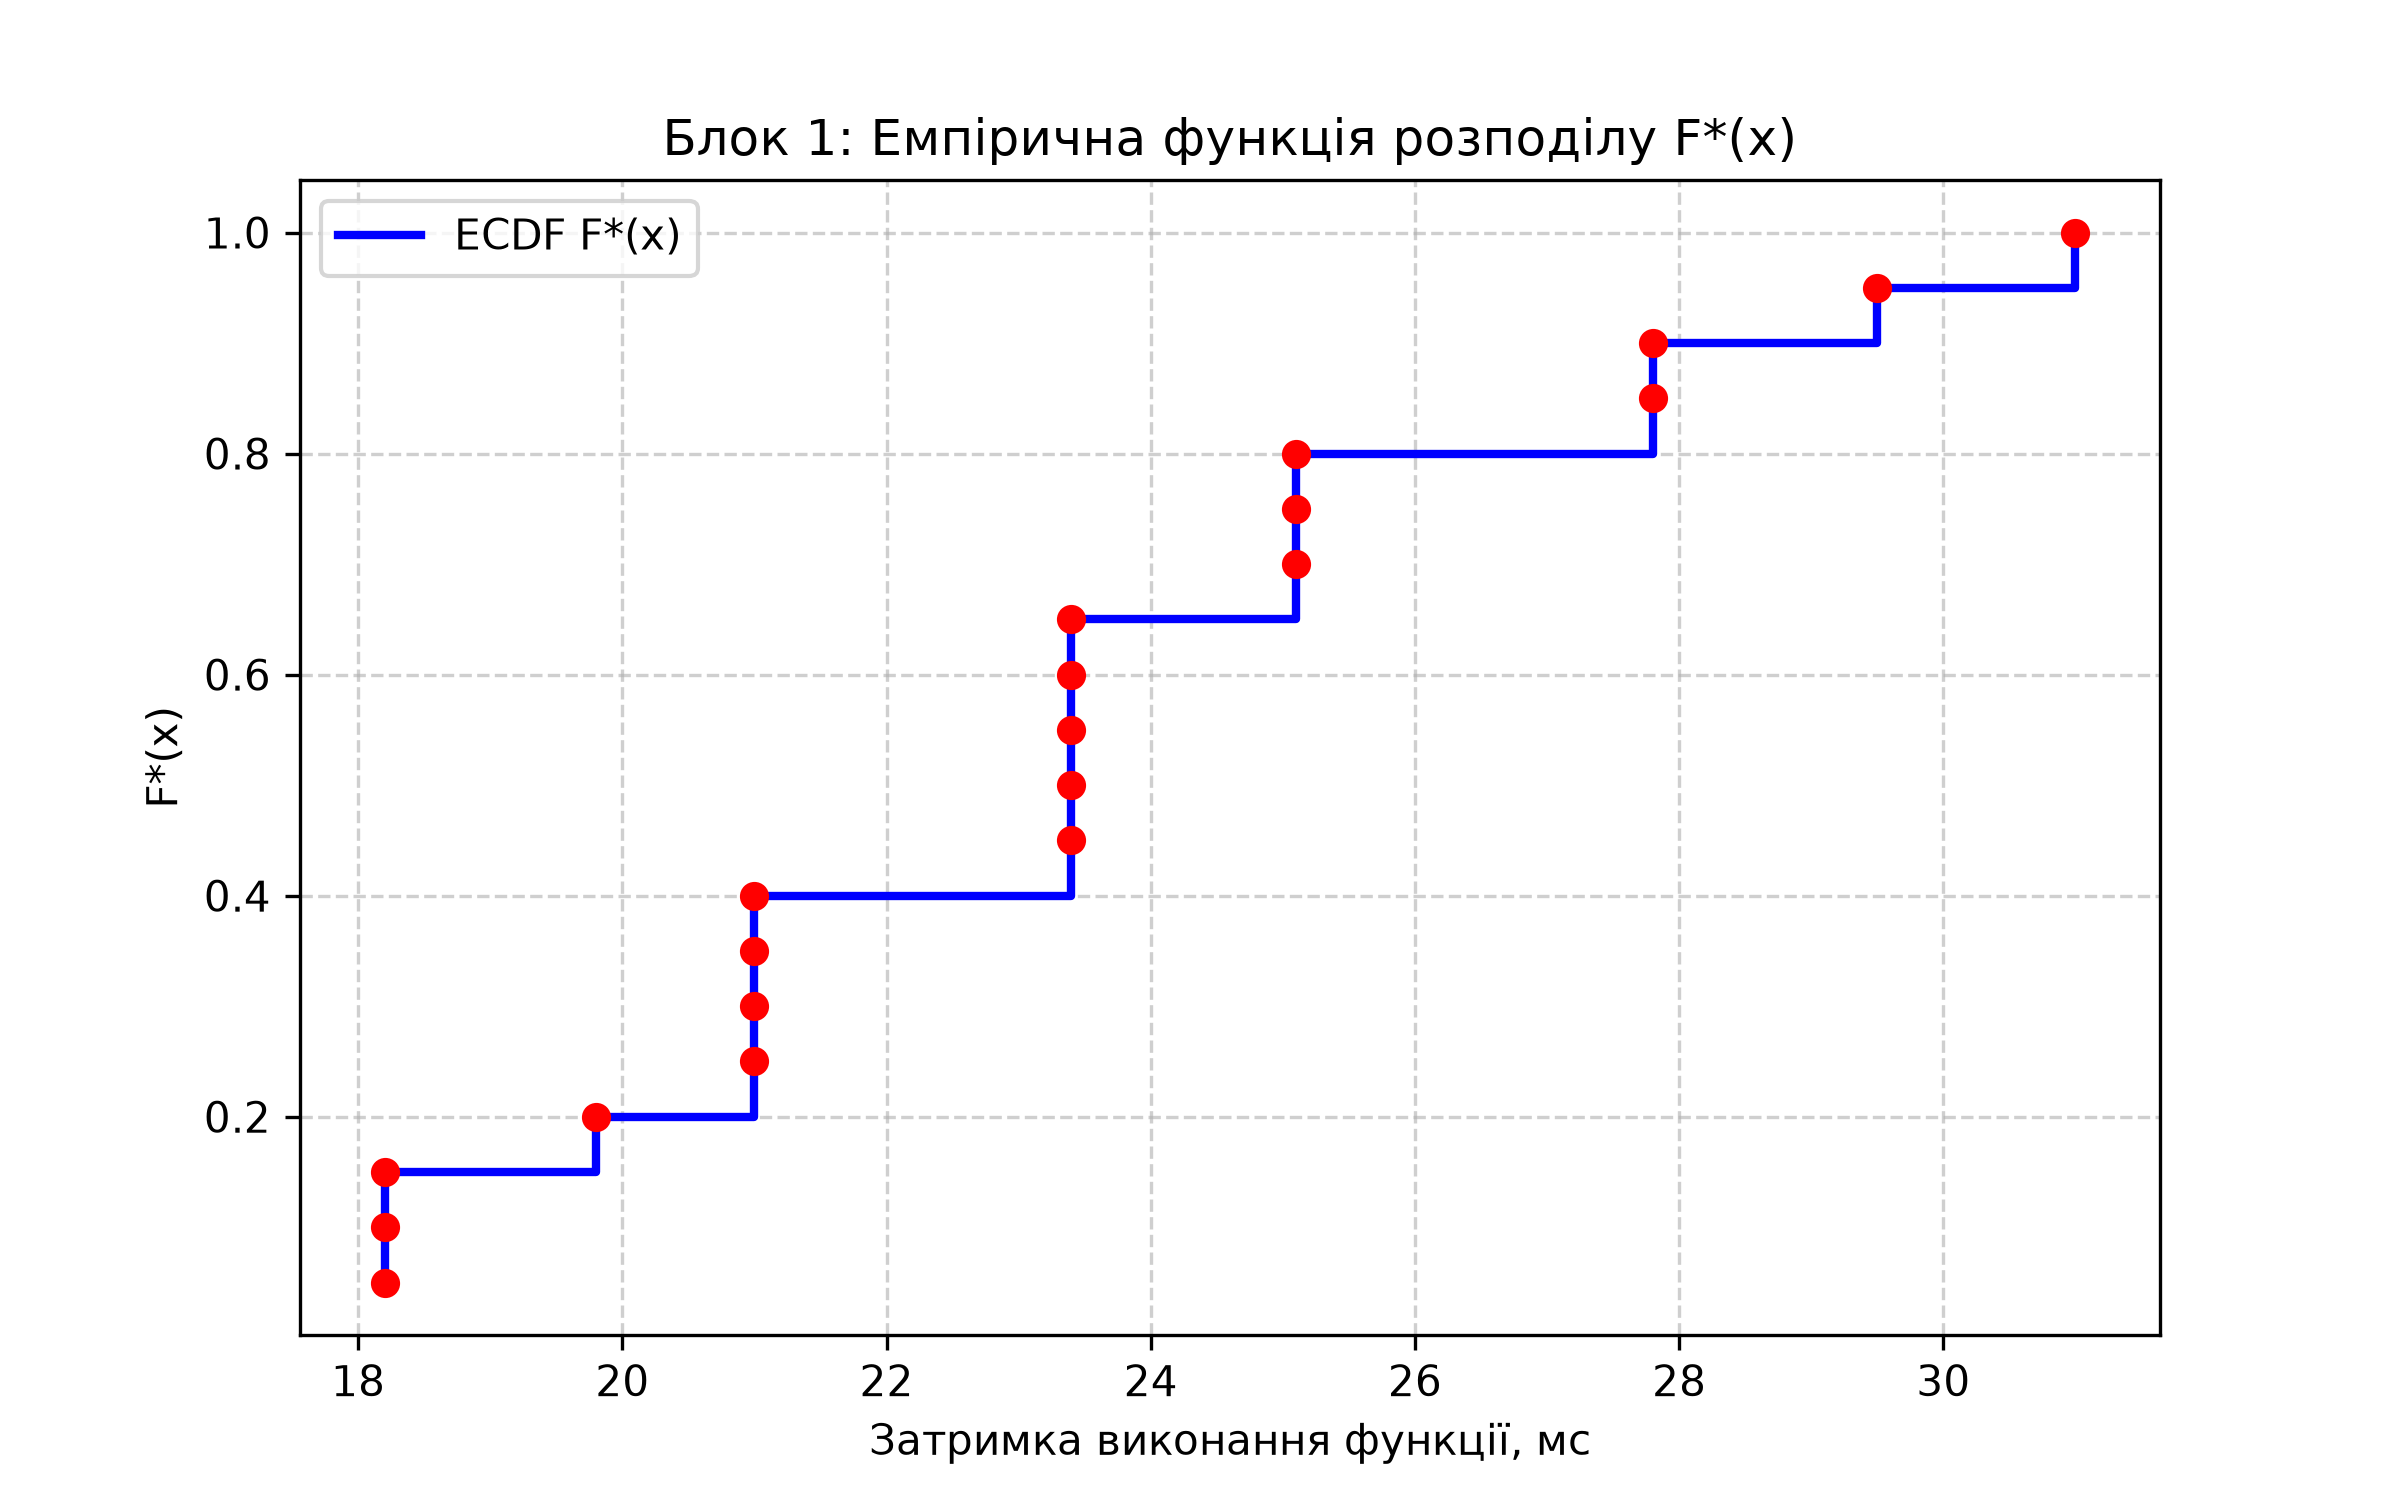 Блок 1: Емпірична функція розподілу F*(x)
ECDF F*(x)
1.0
0.8
0.6
0.4
0.2
F*(x)
18 20 22 24 26 28 30
Затримка виконання функції, мс